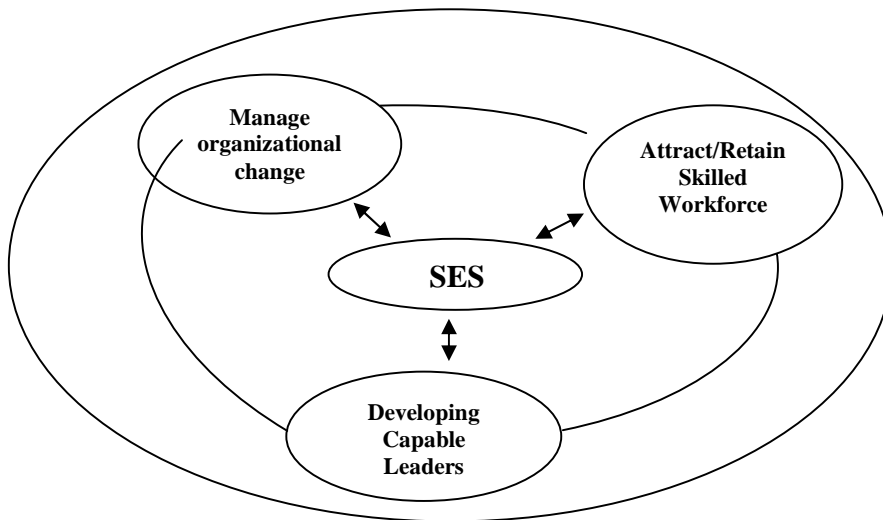 Manage
organizational
change
Attract/Retain
Skilled
Workforce
SES
Developing
Capable
Leaders